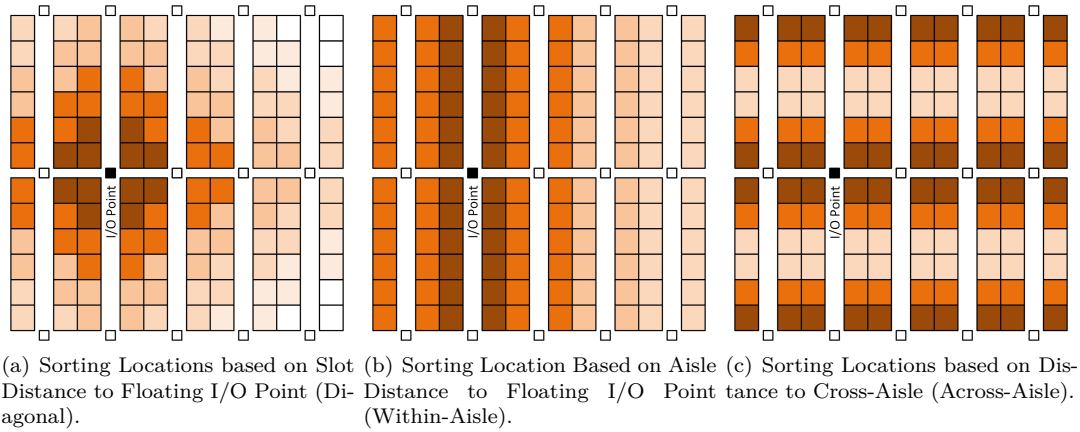 I/O Point
I/O Point
I/O Point
(a) Sorting Locations based on Slot
Distance to Floating I/O Point (Di-
agonal).
(b) Sorting Location Based on Aisle
Distance to Floating I/O Point
(Within-Aisle).
(c) Sorting Locations based on Dis-
tance to Cross-Aisle (Across-Aisle).